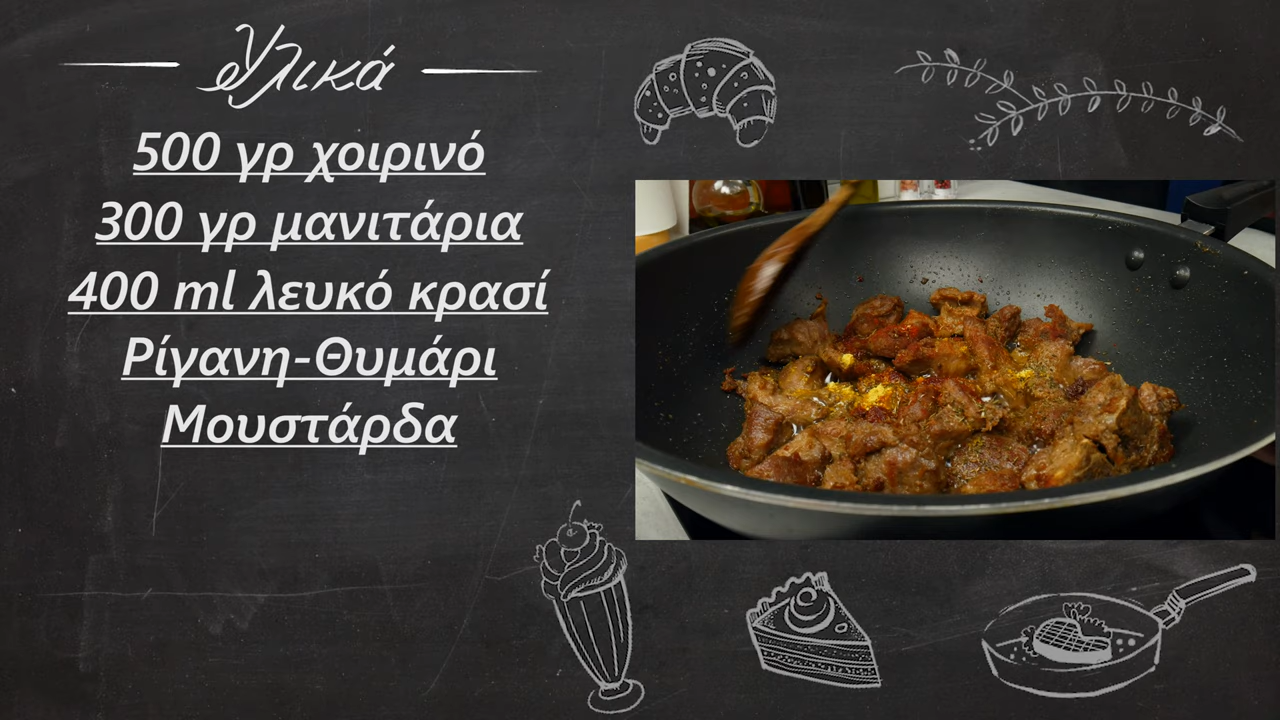 Υλικά
500 γρ χοιρινό
300 γρ μανιτάρια
400 ml λευκό κρασί
Ρίγανη-Θυμάρι
Μουστάρδα